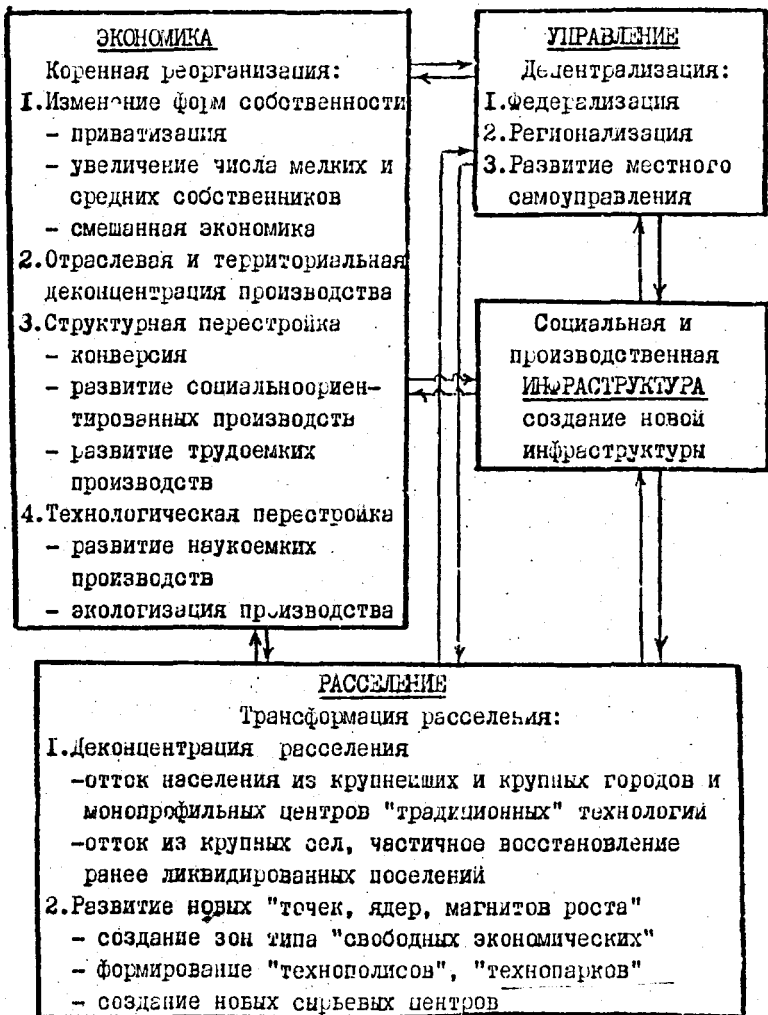 ЭКОНОМИКА
Коренная реорганизация:
1.Изменение форм собственности
- приватизация
- увеличение числа мелких и
средних собственников
- смешанная экономика
2.Отраслевая и территориальная
деконцентрация производства
3.Структурная перестройка
- конверсия
- развитие социальноориен-
тированных производств
- развитие трудоемких
производств
4.Технологическая перестройка
- развитие наукоемких
производств
- экологизация производства
УПРАВЛЕНИЕ
Децентрализация:
1.Федерализация
2.Регионализация
3.Развитие местного
самоуправления
Социальная и
производственная
ИНФРАСТРУКТУРА
создание новой
инфраструктуры
РАССЕЛЕНИЕ
Трансформация расселения:
1.Деконцентрация расселения
-отток населения из крупнейших и крупных городов и
монопрофильных центров "традиционных" технологий
-отток из крупных сел, частичное восстановление
ранее ликвидированных поселений
2.Развитие новых "точек, ядер, магнитов роста"
- создание зон типа "свободных экономических"
- формирование "технополисов", "технопарков"
- создание новых сырьевых центров